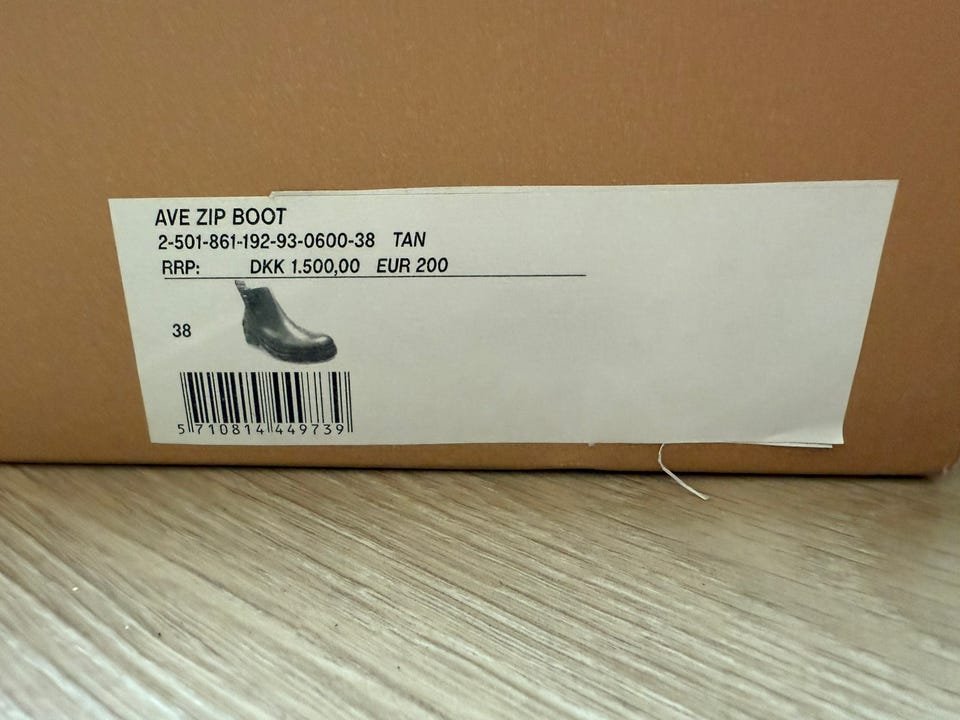 AVE ZIP BOOT
2-501-861-192-93-0600-38 TAN
RRP: DKK 1.500,00 EUR 200
38
5 710814 449739